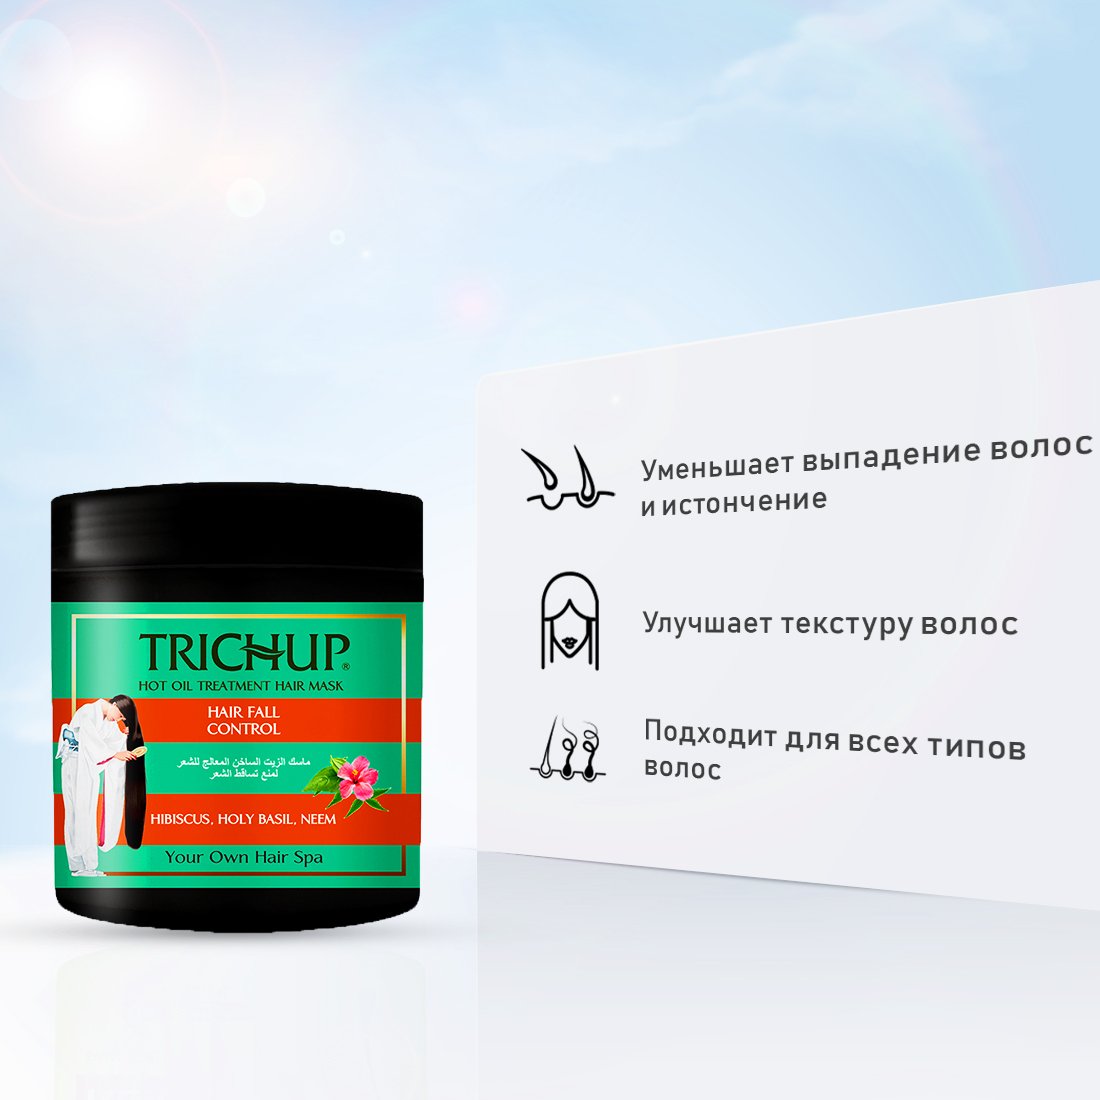 TRICHUP®
HOT OIL TREATMENT HAIR MASK
HAIR FALL
CONTROL
ماسك الزيت الساخن المعالج للشعر
لمنع تساقط الشعر
HIBISCUS, HOLY BASIL, NEEM
Your Own Hair Spa
Уменьшает выпадение волос
и истончение
Улучшает текстуру волос
Подходит для всех типов
волос